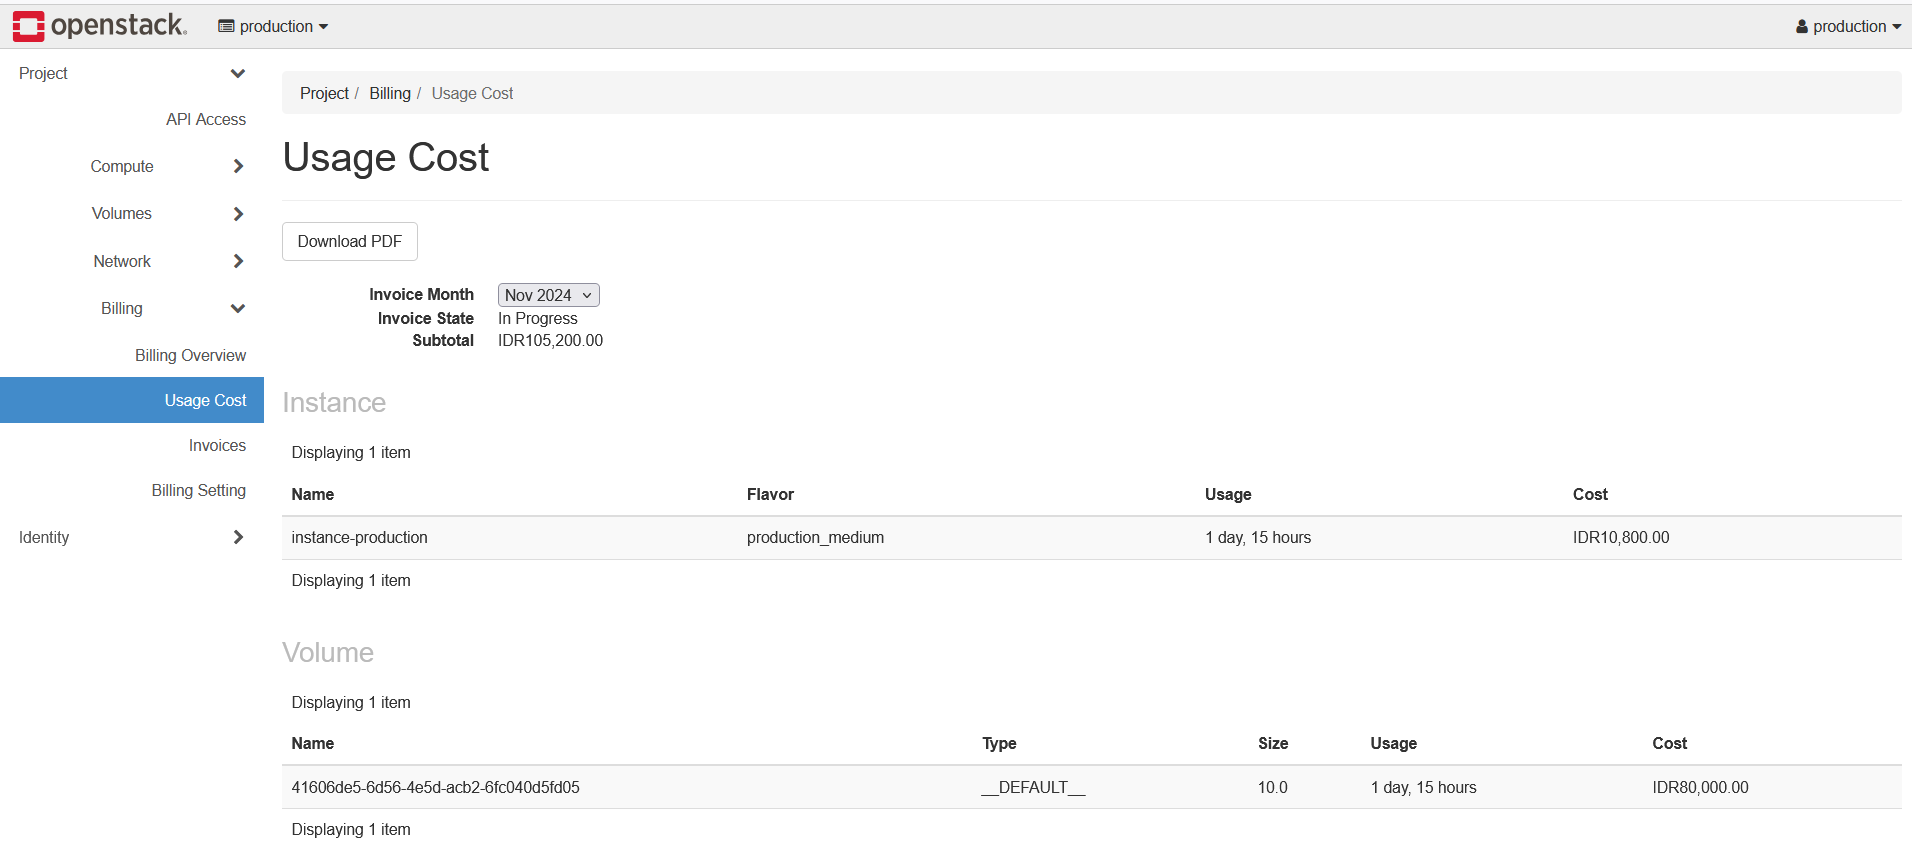 openstack.
production
production
Project
API Access
Compute
Volumes
Network
Billing
Billing Overview
Usage Cost
Invoices
Billing Setting
Identity
Project / Billing / Usage Cost
Usage Cost
Download PDF
Invoice Month Nov 2024
Invoice State In Progress
Subtotal IDR105,200.00
Instance
Displaying 1 item
Name Flavor Usage Cost
instance-production production_medium 1 day, 15 hours IDR10,800.00
Displaying 1 item
Volume
Displaying 1 item
Name Type Size Usage Cost
41606de5-6d56-4e5d-acb2-6fc040d5fd05 __DEFAULT__ 10.0 1 day, 15 hours IDR80,000.00
Displaying 1 item